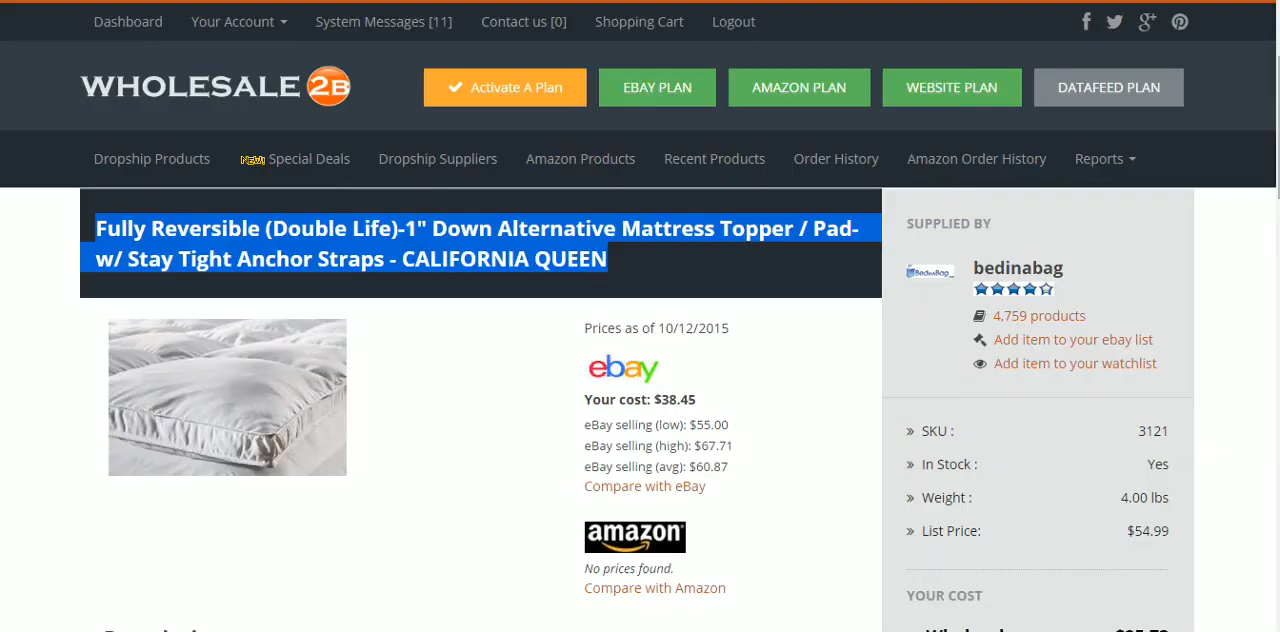 Dashboard Your Account System Messages [11] Contact us [0] Shopping Cart Logout
WHOLESALE 2B
Activate A Plan EBAY PLAN AMAZON PLAN WEBSITE PLAN DATAFEED PLAN
Dropship Products NEW! Special Deals Dropship Suppliers Amazon Products Recent Products Order History Amazon Order History Reports
Fully Reversible (Double Life)-1" Down Alternative Mattress Topper / Pad-
w/ Stay Tight Anchor Straps - CALIFORNIA QUEEN
Prices as of 10/12/2015
ebay
Your cost: $38.45
eBay selling (low): $55.00
eBay selling (high): $67.71
eBay selling (avg): $60.87
Compare with eBay
amazon
No prices found.
Compare with Amazon
SUPPLIED BY
BedinaBag
bedinabag
4,759 products
Add item to your ebay list
Add item to your watchlist
» SKU : 3121
» In Stock : Yes
» Weight : 4.00 lbs
» List Price: $54.99
YOUR COST